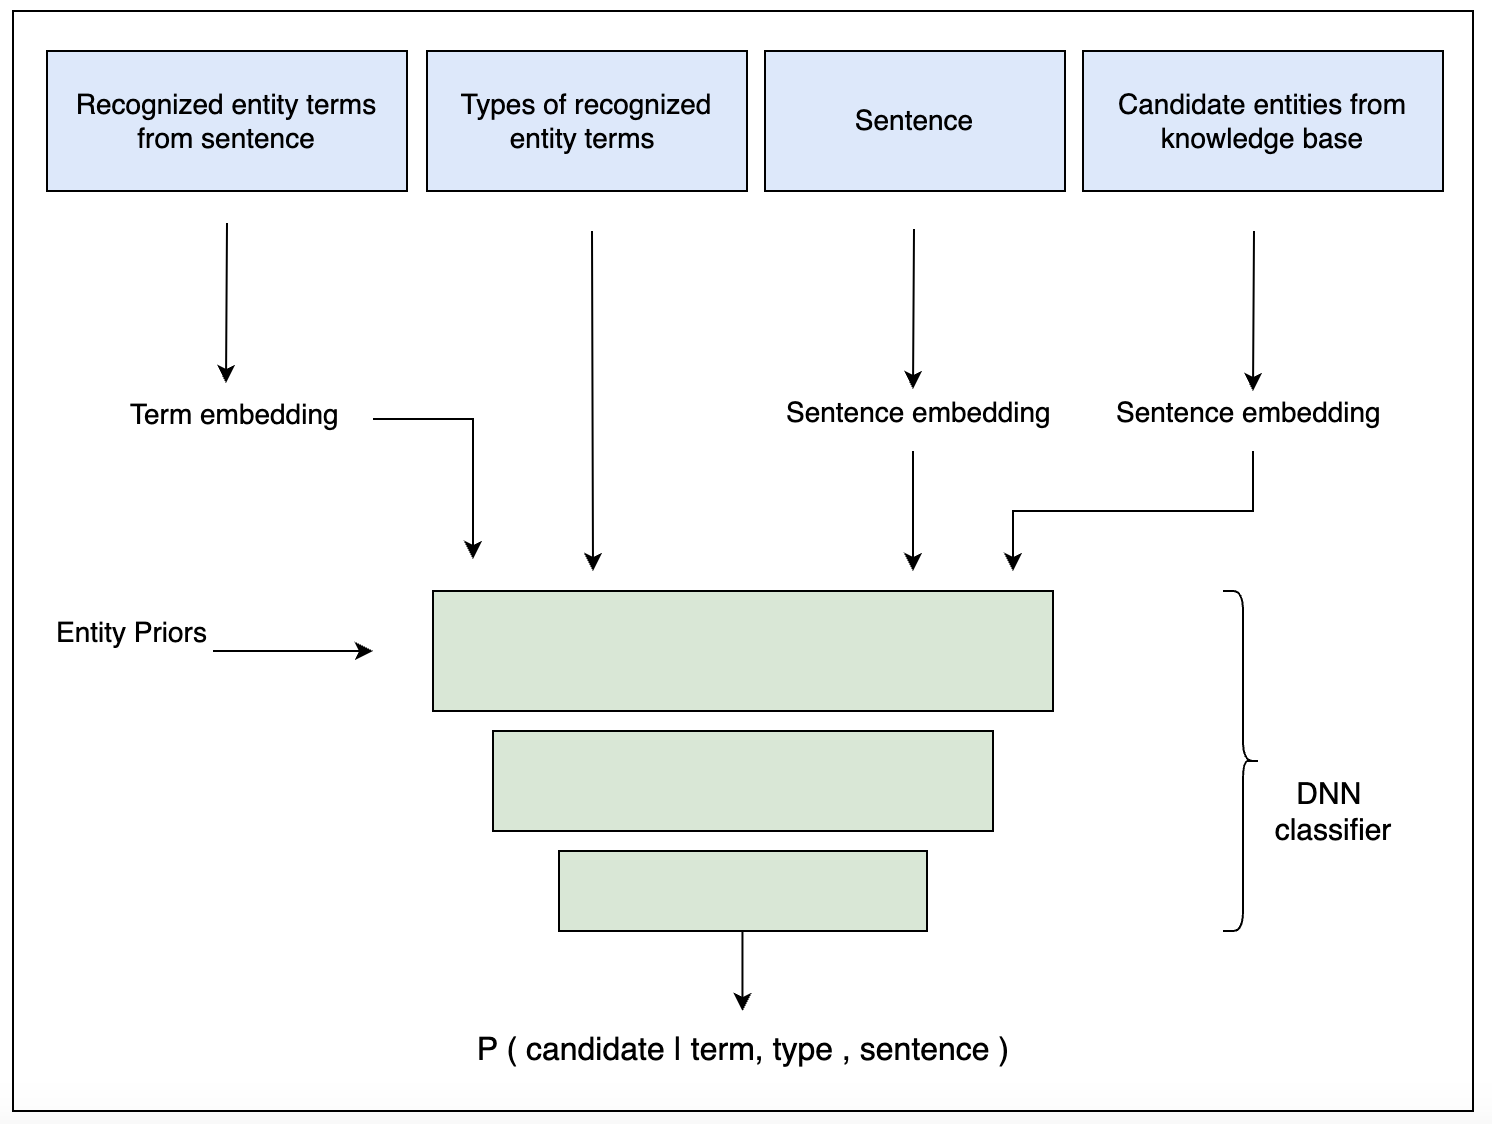 Recognized entity terms
from sentence
Types of recognized
entity terms
Sentence
Candidate entities from
knowledge base
Term embedding
Sentence embedding
Sentence embedding
Entity Priors
DNN
classifier
P ( candidate | term, type , sentence )